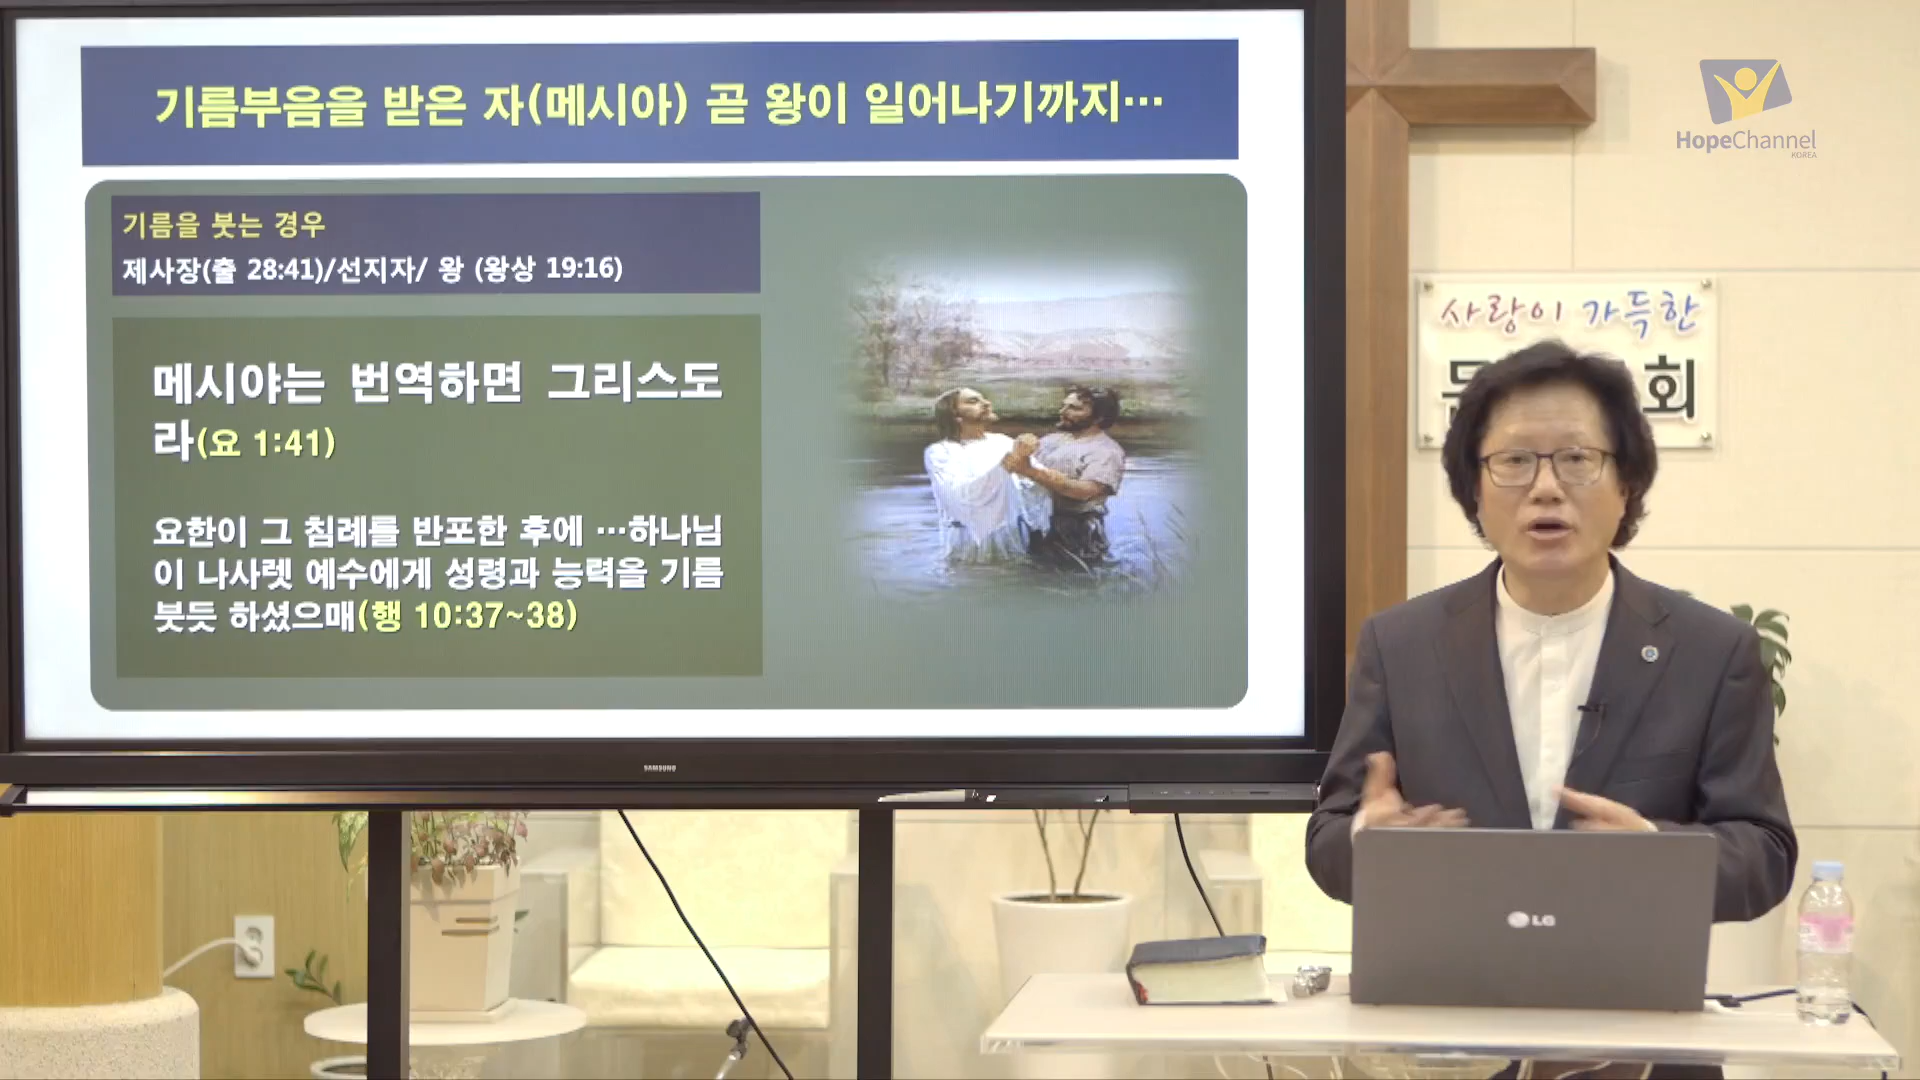 기름부음을 받은 자(메시아) 곧 왕이 일어나기까지…
기름을 붓는 경우
제사장(출 28:41)/선지자/ 왕 (왕상 19:16)
메시야는 번역하면 그리스도
라(요 1:41)
요한이 그 침례를 반포한 후에 …하나님
이 나사렛 예수에게 성령과 능력을 기름
붓듯 하셨으매(행 10:37~38)
SAMSUNG
HopeChannel
KOREA
사랑이 가득한
회
LG